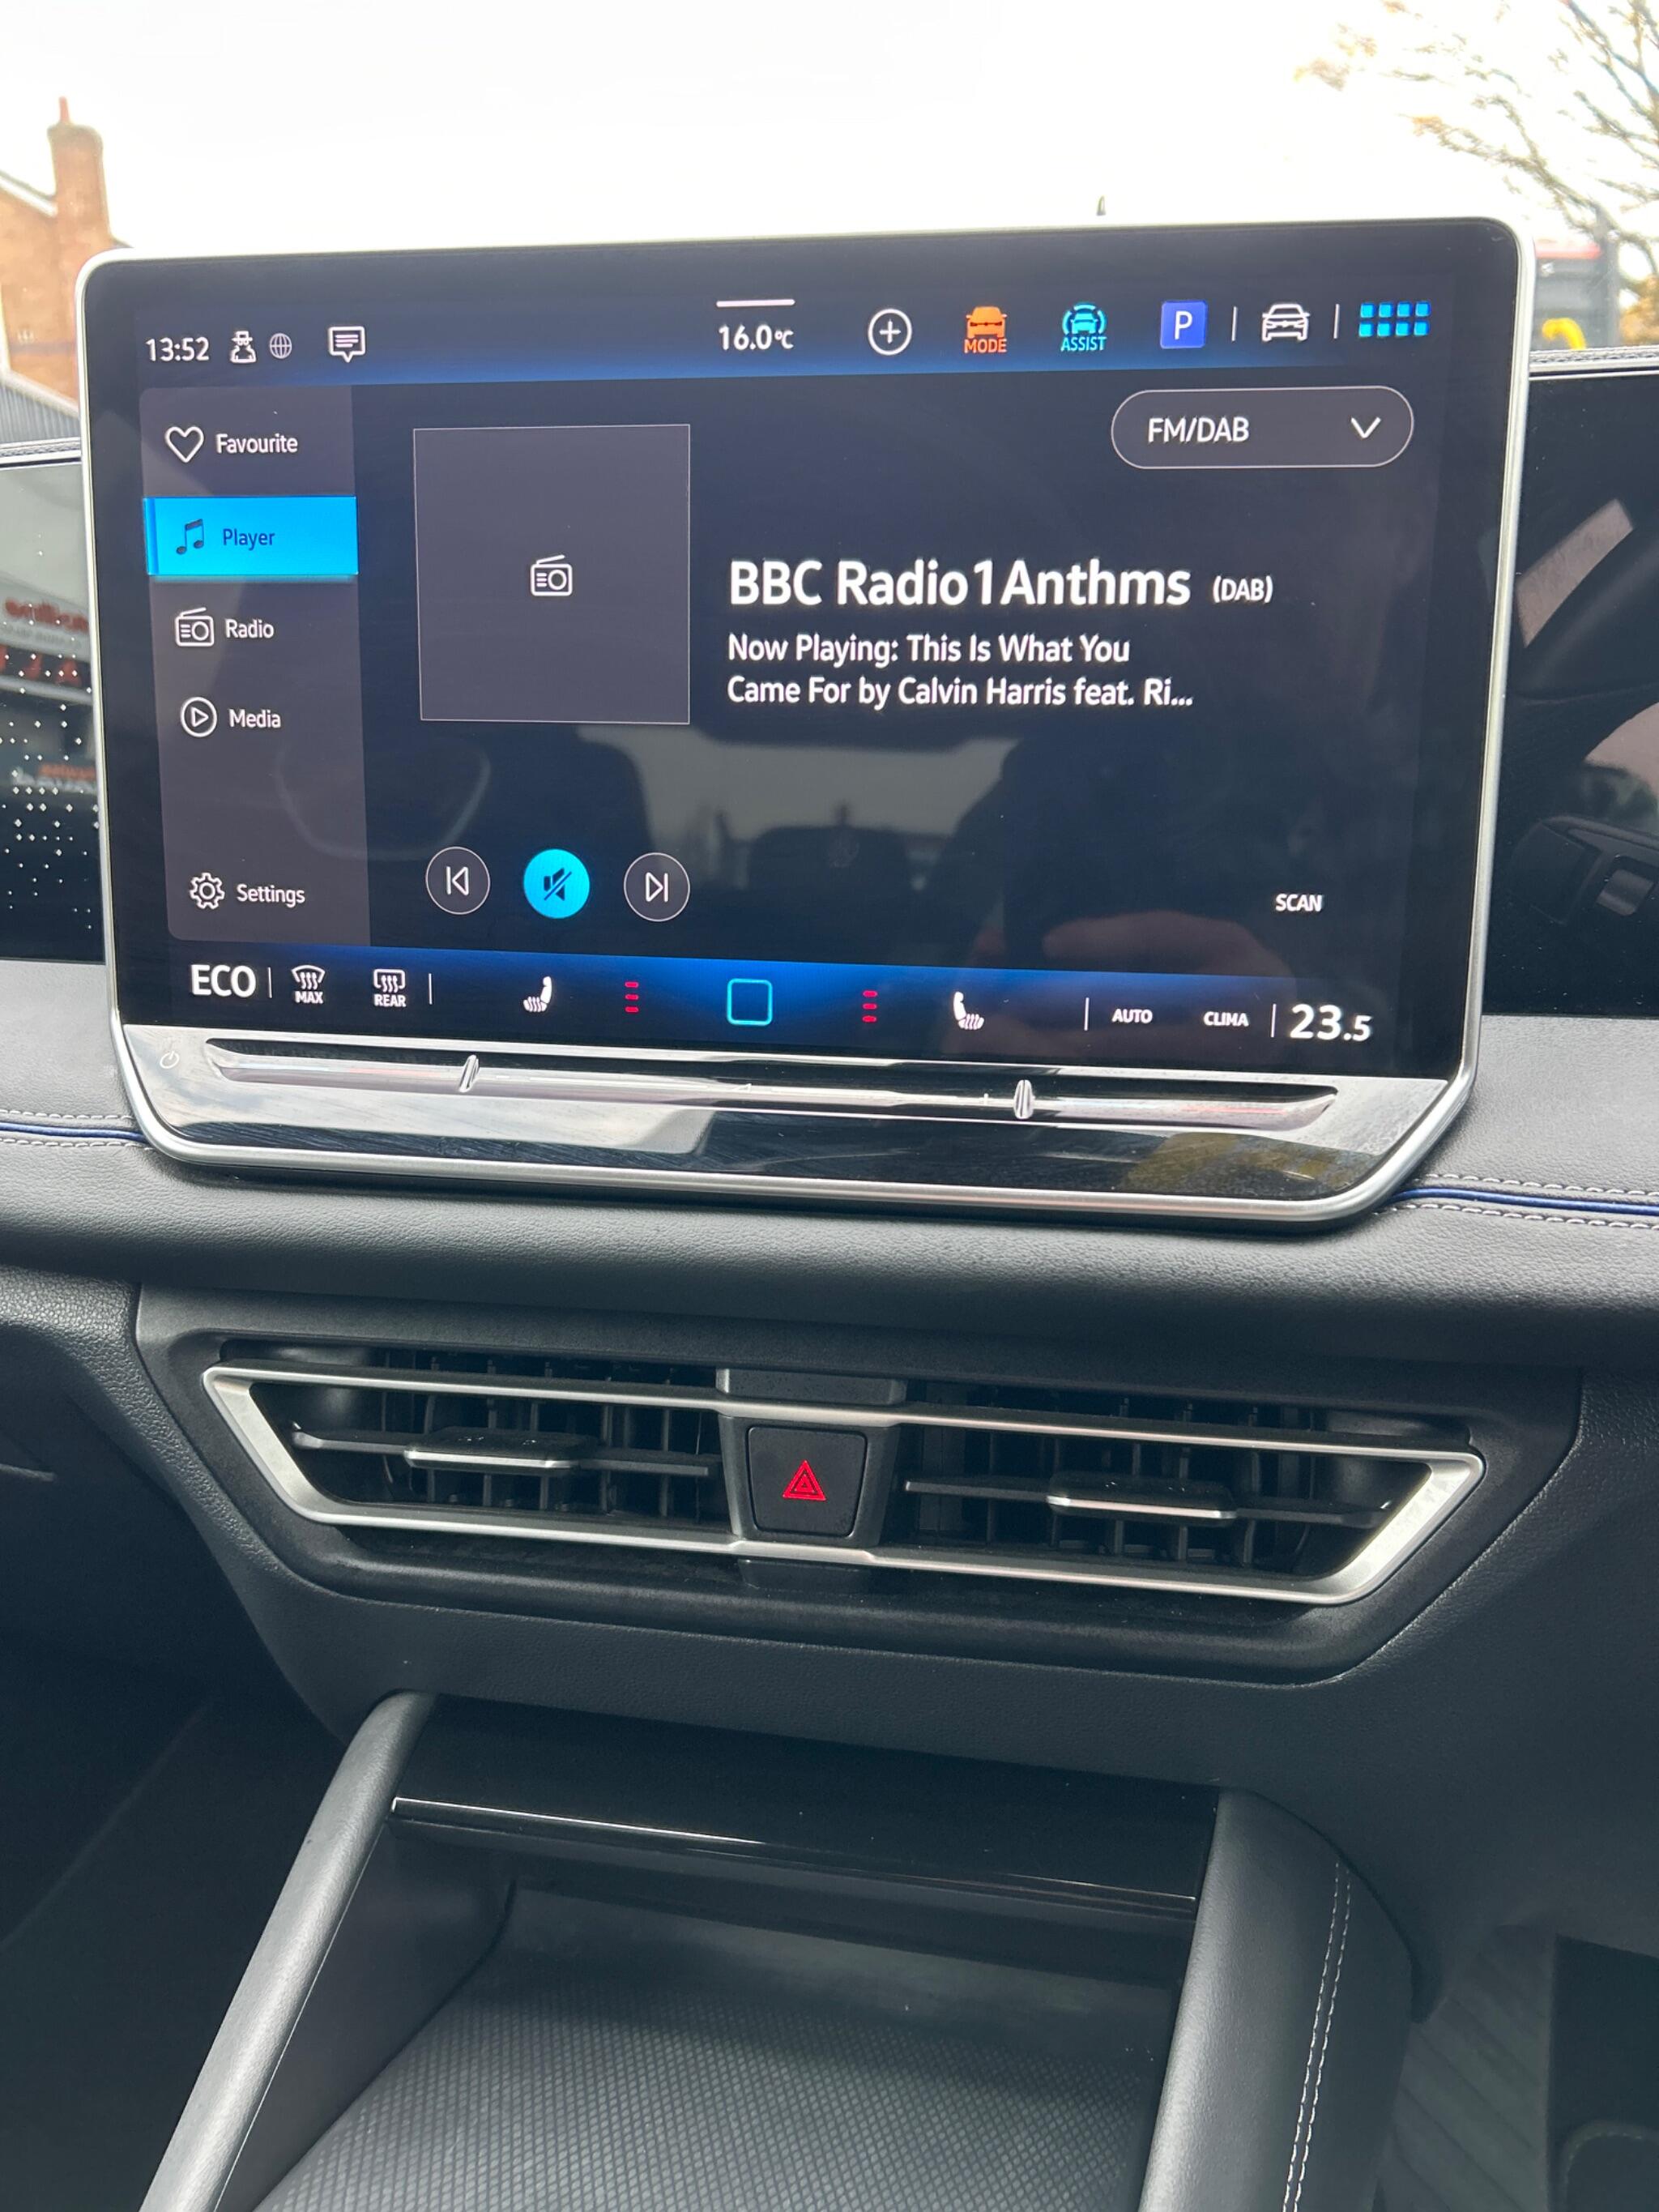 13:52
16.0°C
MODE
ASSIST
P
Favourite
FM/DAB
Player
BBC Radio1Anthms (DAB)
Radio
Now Playing: This Is What You
Came For by Calvin Harris feat. Ri...
Media
Settings
SCAN
ECO
MAX
REAR
AUTO
CLIMA
23.5